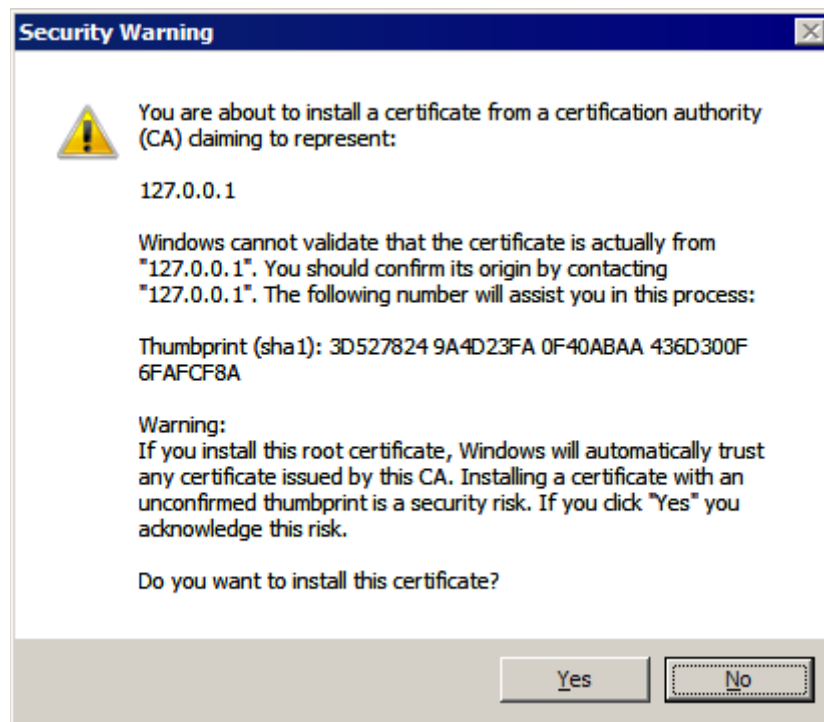 Security Warning
You are about to install a certificate from a certification authority
(CA) claiming to represent:
127.0.0.1
Windows cannot validate that the certificate is actually from
"127.0.0.1". You should confirm its origin by contacting
"127.0.0.1". The following number will assist you in this process:
Thumbprint (sha1): 3D527824 9A4D23FA 0F40ABAA 436D300F
6FAFCF8A
Warning:
If you install this root certificate, Windows will automatically trust
any certificate issued by this CA. Installing a certificate with an
unconfirmed thumbprint is a security risk. If you click "Yes" you
acknowledge this risk.
Do you want to install this certificate?
Yes
No